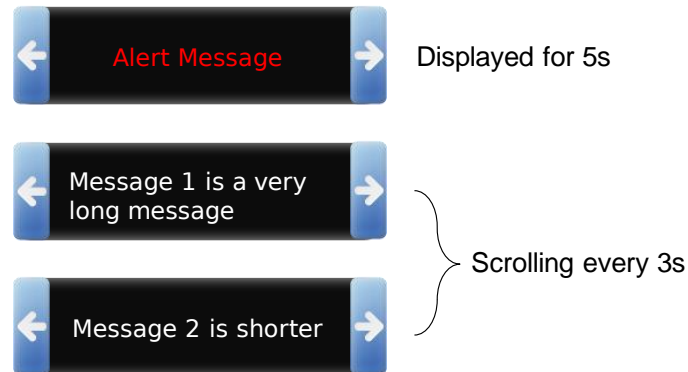 Alert Message
Displayed for 5s
Message 1 is a very
long message
Scrolling every 3s
Message 2 is shorter